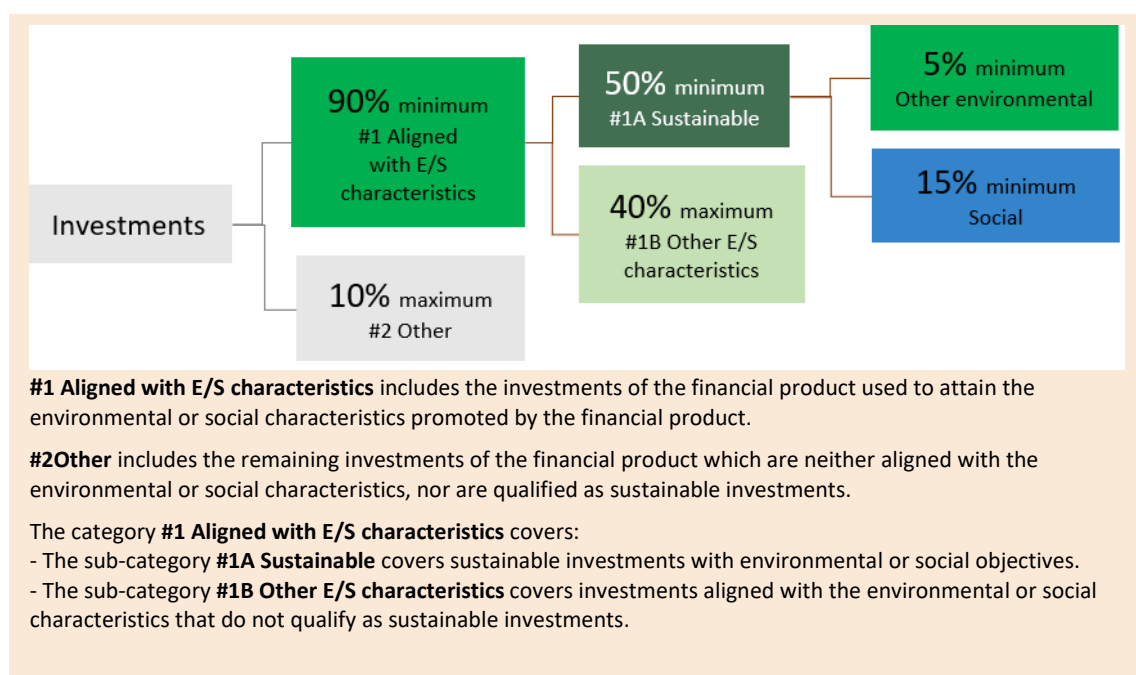 Investments
90% minimum
#1 Aligned
with E/S
characteristics
10% maximum
#2 Other
50% minimum
#1A Sustainable
40% maximum
#1B Other E/S
characteristics
5% minimum
Other environmental
15% minimum
Social
#1 Aligned with E/S characteristics includes the investments of the financial product used to attain the
environmental or social characteristics promoted by the financial product.
#2Other includes the remaining investments of the financial product which are neither aligned with the
environmental or social characteristics, nor are qualified as sustainable investments.
The category #1 Aligned with E/S characteristics covers:
- The sub-category #1A Sustainable covers sustainable investments with environmental or social objectives.
- The sub-category #1B Other E/S characteristics covers investments aligned with the environmental or social
characteristics that do not qualify as sustainable investments.